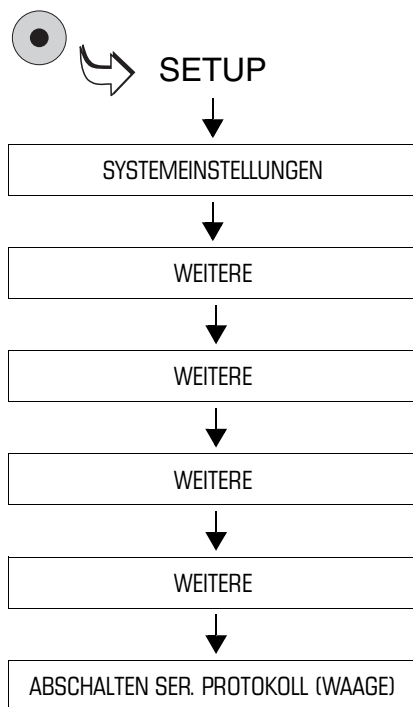 SETUP
SYSTEMEINSTELLUNGEN
WEITERE
WEITERE
WEITERE
WEITERE
ABSCHALTEN SER. PROTOKOLL (WAAGE)